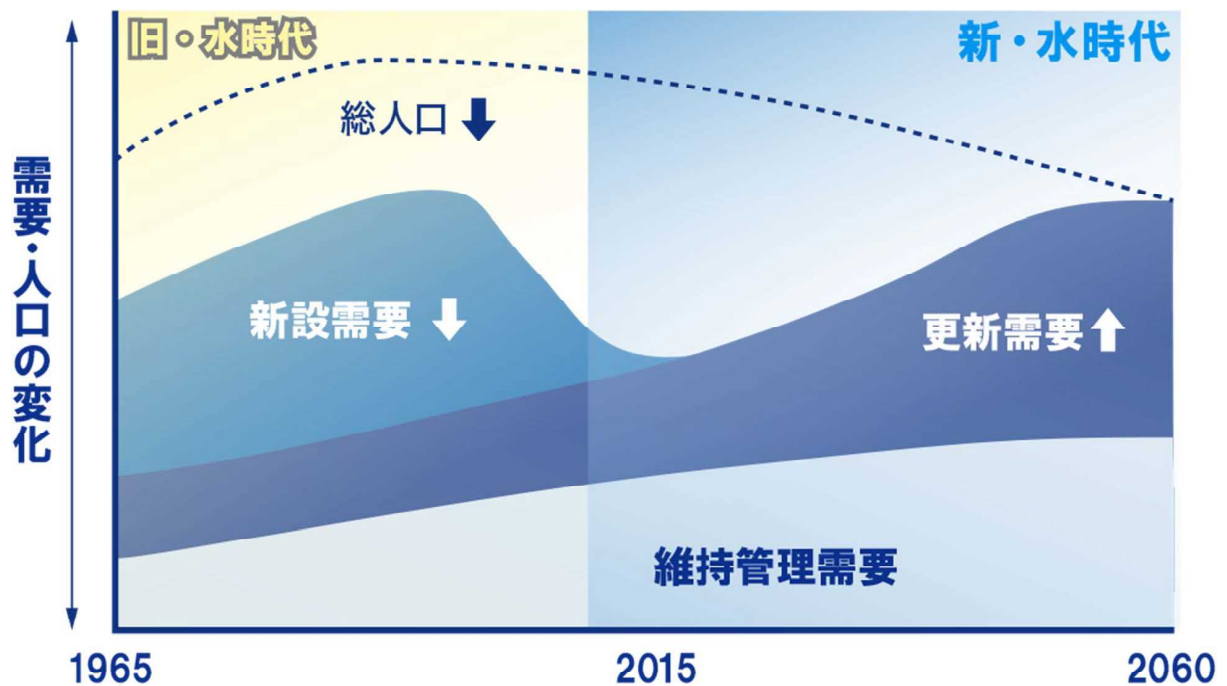 旧・水時代
新・水時代
総人口 ⬇
需要・人口の変化
新設需要 ⬇
更新需要⬆
維持管理需要
1965
2015
2060